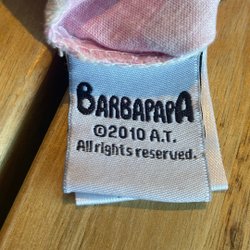 BARBAPAPA
©2010 A.T.
All rights reserved.